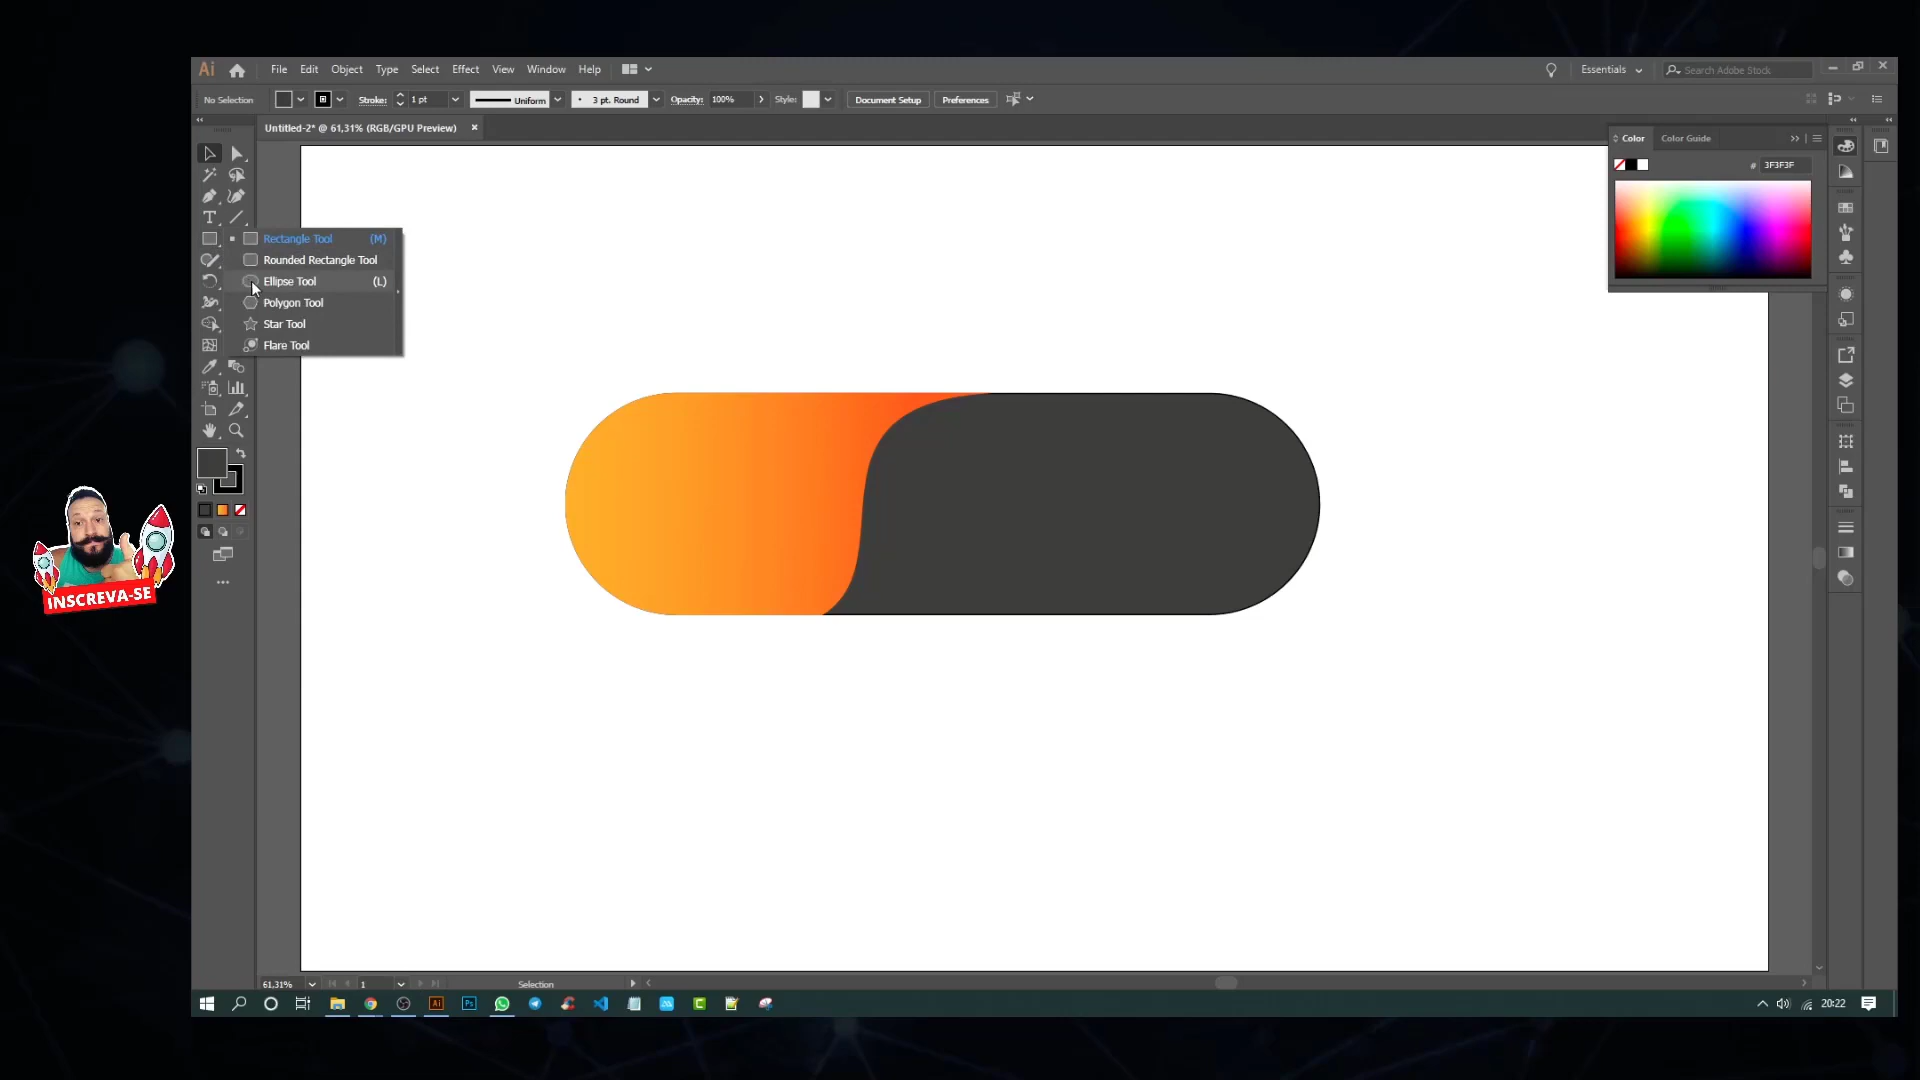 Ai File Edit Object Type Select Effect View Window Help Essentials Search Adobe Stock
No Selection Stroke: 1 pt Uniform 3 pt. Round Opacity: 100% Style: Document Setup Preferences
Untitled-2* @ 61,31% (RGB/GPU Preview)
Color Color Guide
# 3F3F3F
Rectangle Tool (M)
Rounded Rectangle Tool
Ellipse Tool (L)
Polygon Tool
Star Tool
Flare Tool
INSCREVA-SE
61,31% 1 Selection
Ai Ps 20:22